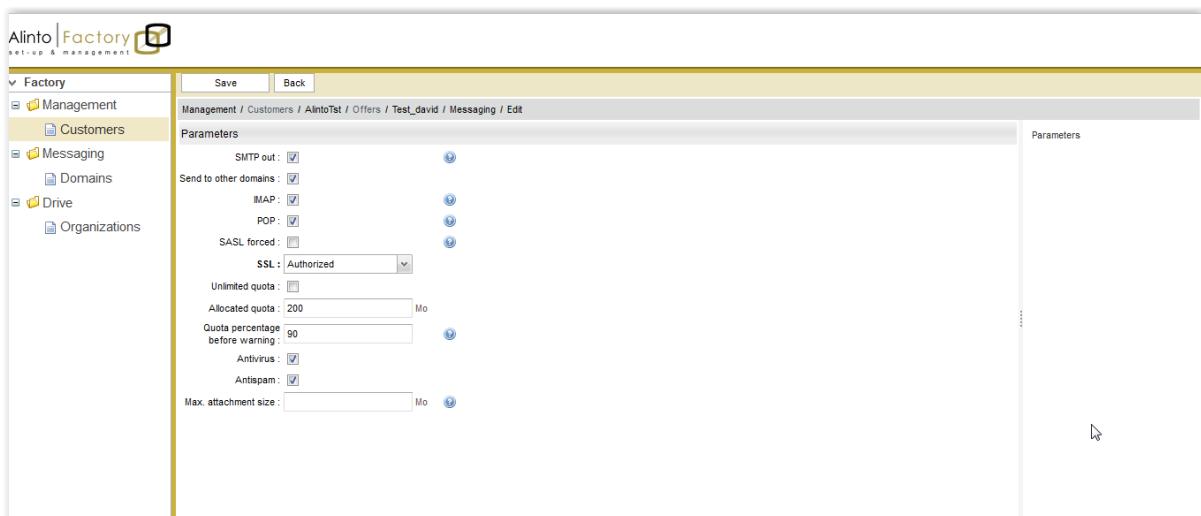 Alinto Factory
set-up & management
Factory
Management
Customers
Messaging
Domains
Drive
Organizations
Save Back
Management / Customers / AlintoTst / Offers / Test_david / Messaging / Edit
Parameters
SMTP out :
Send to other domains :
IMAP :
POP :
SASL forced :
SSL : Authorized
Unlimited quota :
Allocated quota : 200 Mo
Quota percentage
before warning : 90
Antivirus :
Antispam :
Max. attachment size : Mo
Parameters